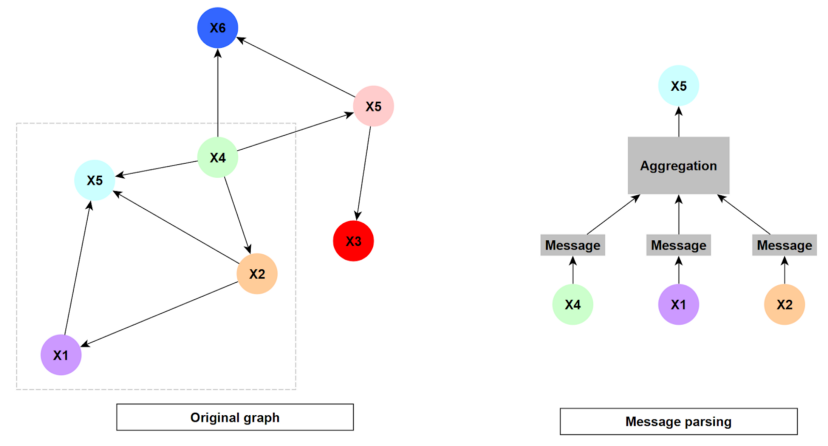 X6
X5
X4
X5
X3
X2
X1
Original graph
X5
Aggregation
Message Message Message
X4 X1 X2
Message parsing